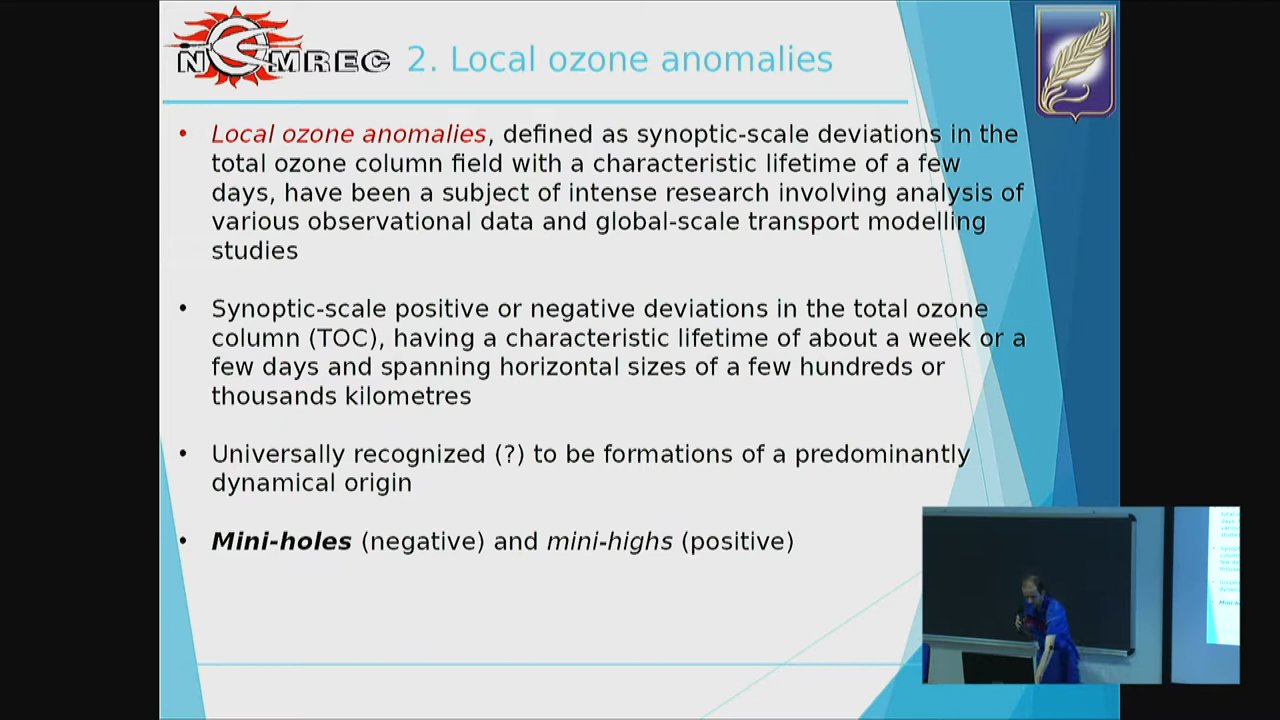 NOMREC
2. Local ozone anomalies
• Local ozone anomalies, defined as synoptic-scale deviations in the
total ozone column field with a characteristic lifetime of a few
days, have been a subject of intense research involving analysis of
various observational data and global-scale transport modelling
studies
• Synoptic-scale positive or negative deviations in the total ozone
column (TOC), having a characteristic lifetime of about a week or a
few days and spanning horizontal sizes of a few hundreds or
thousands kilometres
• Universally recognized (?) to be formations of a predominantly
dynamical origin
• Mini-holes (negative) and mini-highs (positive)